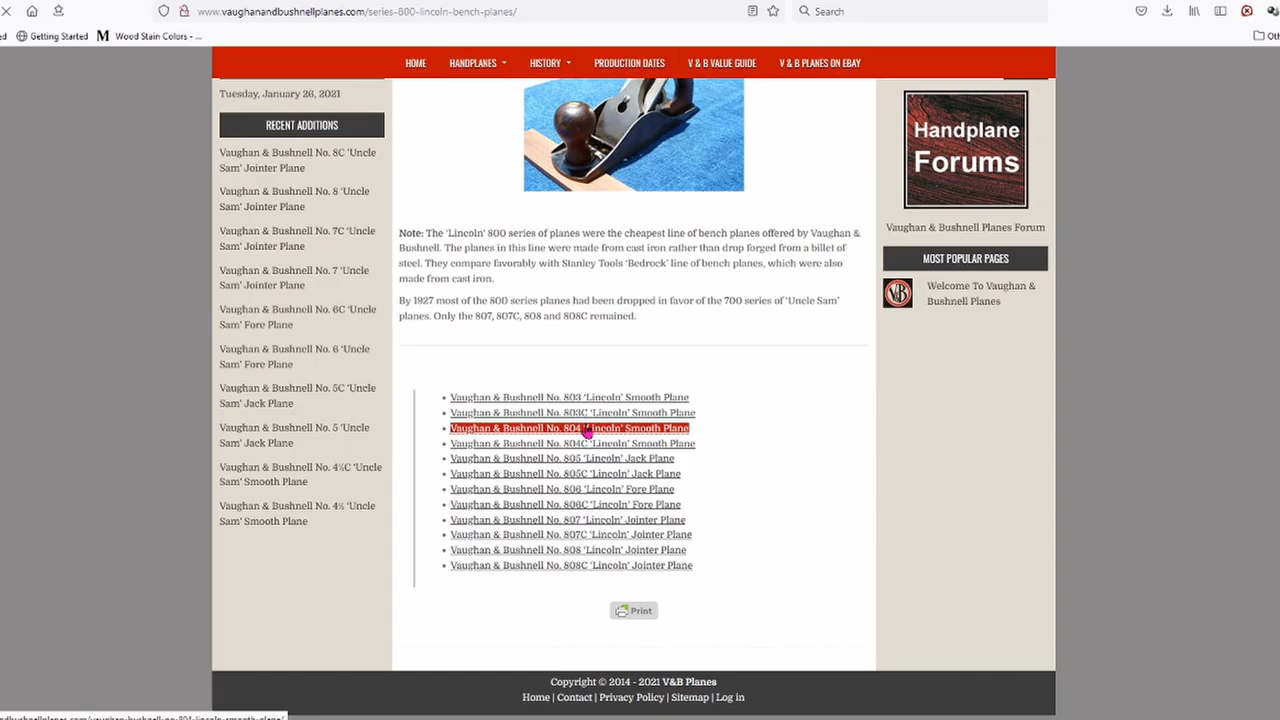 www.vaughanandbushnellplanes.com/series-800-lincoln-bench-planes/
Search
Getting Started
M Wood Stain Colors - ...
HOME
HANDPLANES
HISTORY
PRODUCTION DATES
V & B VALUE GUIDE
V & B PLANES ON EBAY
Tuesday, January 26, 2021
RECENT ADDITIONS
Vaughan & Bushnell No. 8C ‘Uncle
Sam’ Jointer Plane
Vaughan & Bushnell No. 8 ‘Uncle
Sam’ Jointer Plane
Vaughan & Bushnell No. 7C ‘Uncle
Sam’ Jointer Plane
Vaughan & Bushnell No. 7 ‘Uncle
Sam’ Jointer Plane
Vaughan & Bushnell No. 6C ‘Uncle
Sam’ Fore Plane
Vaughan & Bushnell No. 6 ‘Uncle
Sam’ Fore Plane
Vaughan & Bushnell No. 5C ‘Uncle
Sam’ Jack Plane
Vaughan & Bushnell No. 5 ‘Uncle
Sam’ Jack Plane
Vaughan & Bushnell No. 4½C ‘Uncle
Sam’ Smooth Plane
Vaughan & Bushnell No. 4½ ‘Uncle
Sam’ Smooth Plane
Note: The ‘Lincoln’ 800 series of planes were the cheapest line of bench planes offered by Vaughan &
Bushnell. The planes in this line were made from cast iron rather than drop forged from a billet of
steel. They compare favorably with Stanley Tools ‘Bedrock’ line of bench planes, which were also
made from cast iron.
By 1927 most of the 800 series planes had been dropped in favor of the 700 series of ‘Uncle Sam’
planes. Only the 807, 807C, 808 and 808C remained.
Vaughan & Bushnell No. 803 ‘Lincoln’ Smooth Plane
Vaughan & Bushnell No. 803C ‘Lincoln’ Smooth Plane
Vaughan & Bushnell No. 804 ‘Lincoln’ Smooth Plane
Vaughan & Bushnell No. 804C ‘Lincoln’ Smooth Plane
Vaughan & Bushnell No. 805 ‘Lincoln’ Jack Plane
Vaughan & Bushnell No. 805C ‘Lincoln’ Jack Plane
Vaughan & Bushnell No. 806 ‘Lincoln’ Fore Plane
Vaughan & Bushnell No. 806C ‘Lincoln’ Fore Plane
Vaughan & Bushnell No. 807 ‘Lincoln’ Jointer Plane
Vaughan & Bushnell No. 807C ‘Lincoln’ Jointer Plane
Vaughan & Bushnell No. 808 ‘Lincoln’ Jointer Plane
Vaughan & Bushnell No. 808C ‘Lincoln’ Jointer Plane
Print
Handplane
Forums
Vaughan & Bushnell Planes Forum
MOST POPULAR PAGES
VB
Welcome To Vaughan &
Bushnell Planes
Copyright © 2014 - 2021 V&B Planes
Home | Contact | Privacy Policy | Sitemap | Log in